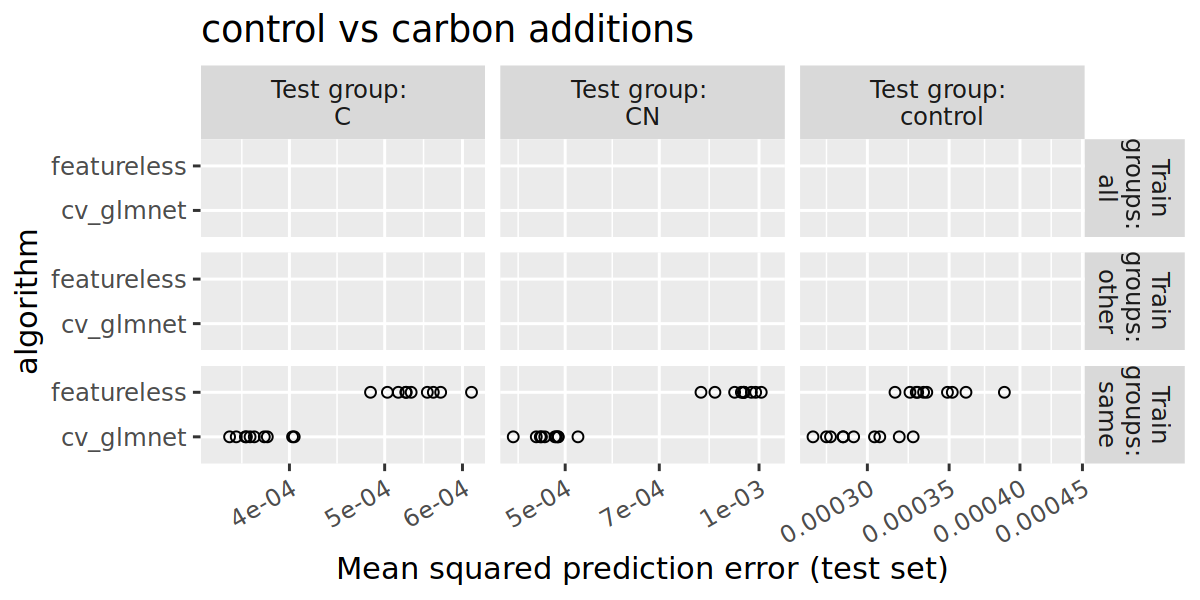 control vs carbon additions
Test group:
C
Test group:
CN
Test group:
control
featureless
cv_glmnet
Train
groups:
all
featureless
cv_glmnet
Train
groups:
other
featureless
cv_glmnet
Train
groups:
same
algorithm
4e-04
5e-04
6e-04
5e-04
7e-04
1e-03
0.00030
0.00035
0.00040
0.00045
Mean squared prediction error (test set)